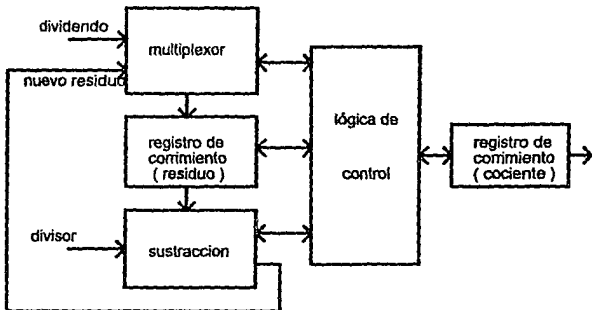 dividendo
multiplexor
nuevo residuo
lógica de
control
registro de
corrimiento
( residuo )
registro de
corrimiento
( cociente )
divisor
sustraccion